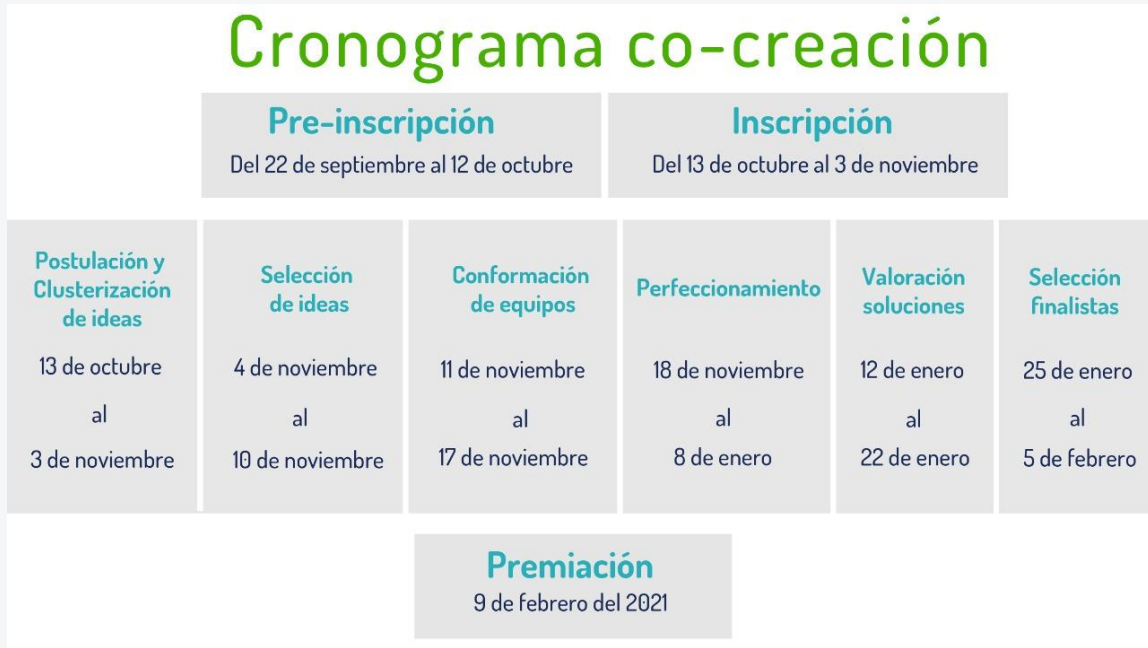 Cronograma co-creación
Pre-inscripción
Del 22 de septiembre al 12 de octubre
Inscripción
Del 13 de octubre al 3 de noviembre
Postulación y
Clusterización
de ideas
13 de octubre
al
3 de noviembre
Selección
de ideas
4 de noviembre
al
10 de noviembre
Conformación
de equipos
11 de noviembre
al
17 de noviembre
Perfeccionamiento
18 de noviembre
al
8 de enero
Valoración
soluciones
12 de enero
al
22 de enero
Selección
finalistas
25 de enero
al
5 de febrero
Premiación
9 de febrero del 2021